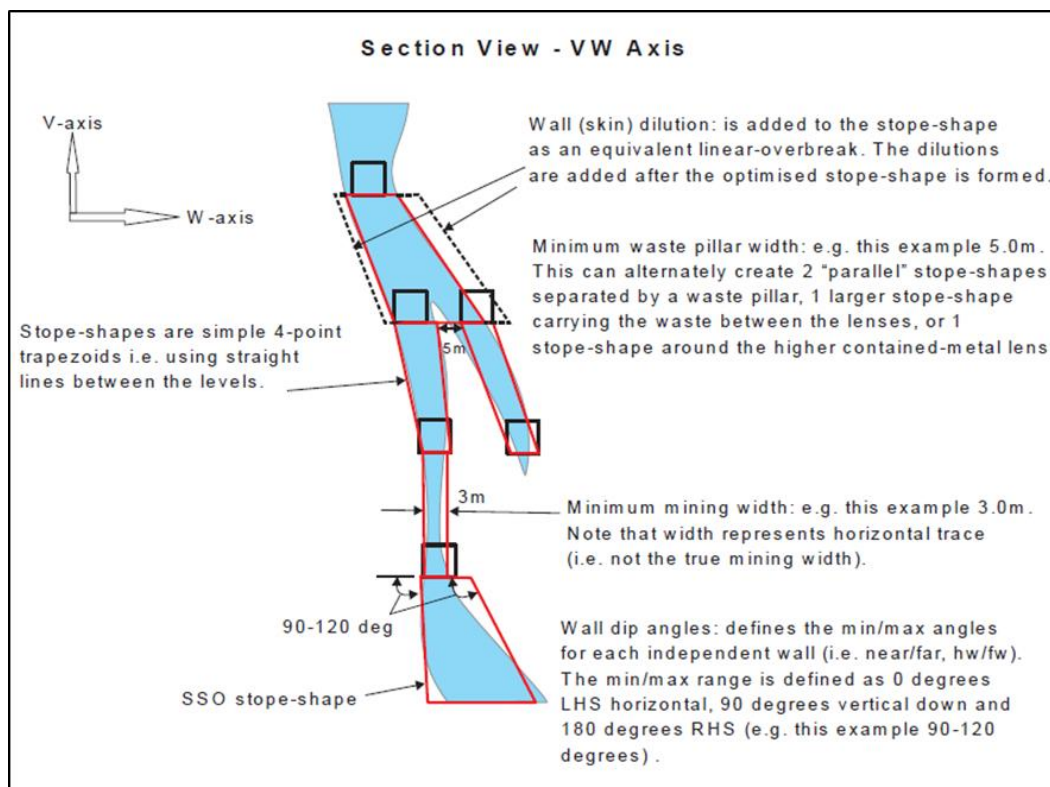 Section View - VW Axis
V-axis
W-axis
Wall (skin) dilution: is added to the stope-shape
as an equivalent linear-overbreak. The dilutions
are added after the optimised stope-shape is formed.
Minimum waste pillar width: e.g. this example 5.0m.
This can alternately create 2 “parallel” stope-shapes
separated by a waste pillar, 1 larger stope-shape
carrying the waste between the lenses, or 1
stope-shape around the higher contained-metal lens
Stope-shapes are simple 4-point
trapezoids i.e. using straight
lines between the levels.
5m
3m
Minimum mining width: e.g. this example 3.0m.
Note that width represents horizontal trace
(i.e. not the true mining width).
90-120 deg
Wall dip angles: defines the min/max angles
for each independent wall (i.e. near/far, hw/fw).
The min/max range is defined as 0 degrees
LHS horizontal, 90 degrees vertical down and
180 degrees RHS (e.g. this example 90-120
degrees) .
SSO stope-shape